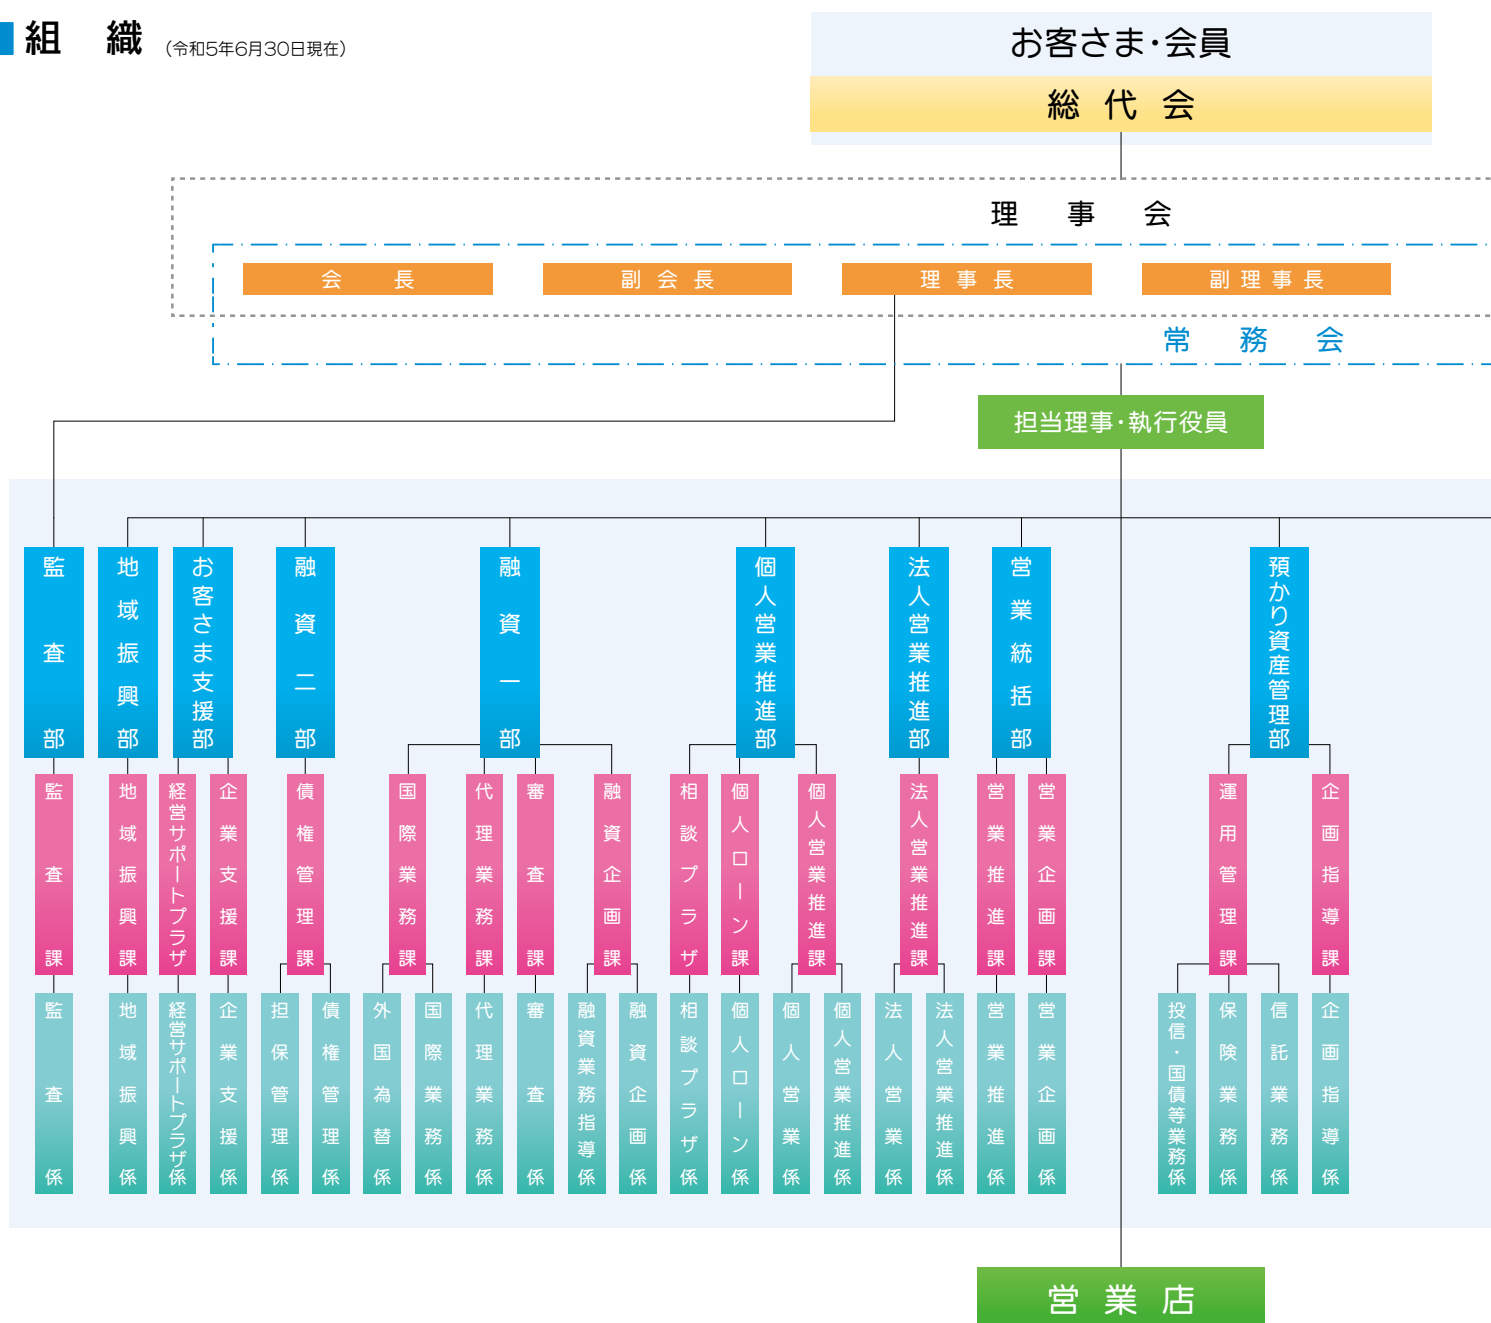 組 織 (令和5年6月30日現在)
お客さま・会員
総代会
理事会
会長
副会長
理事長
副理事長
常務会
担当理事・執行役員
監査部
地域振興部
お客さま支援部
融資二部
融資一部
個人営業推進部
法人営業推進部
営業統括部
預かり資産管理部
監査課
地域振興課
経営サポートプラザ
企業支援課
債権管理課
国際業務課
代理業務課
審査課
融資企画課
相談プラザ
個人ローン課
個人営業推進課
法人営業推進課
営業推進課
営業企画課
運用管理課
企画指導課
監査係
地域振興係
経営サポートプラザ係
企業支援係
担保管理係
債権管理係
外国為替係
国際業務係
代理業務係
審査係
融資業務指導係
融資企画係
相談プラザ係
個人ローン係
個人営業係
個人営業推進係
法人営業係
法人営業推進係
営業推進係
営業企画係
投信・国債等業務係
保険業務係
信託業務係
企画指導係
営業店